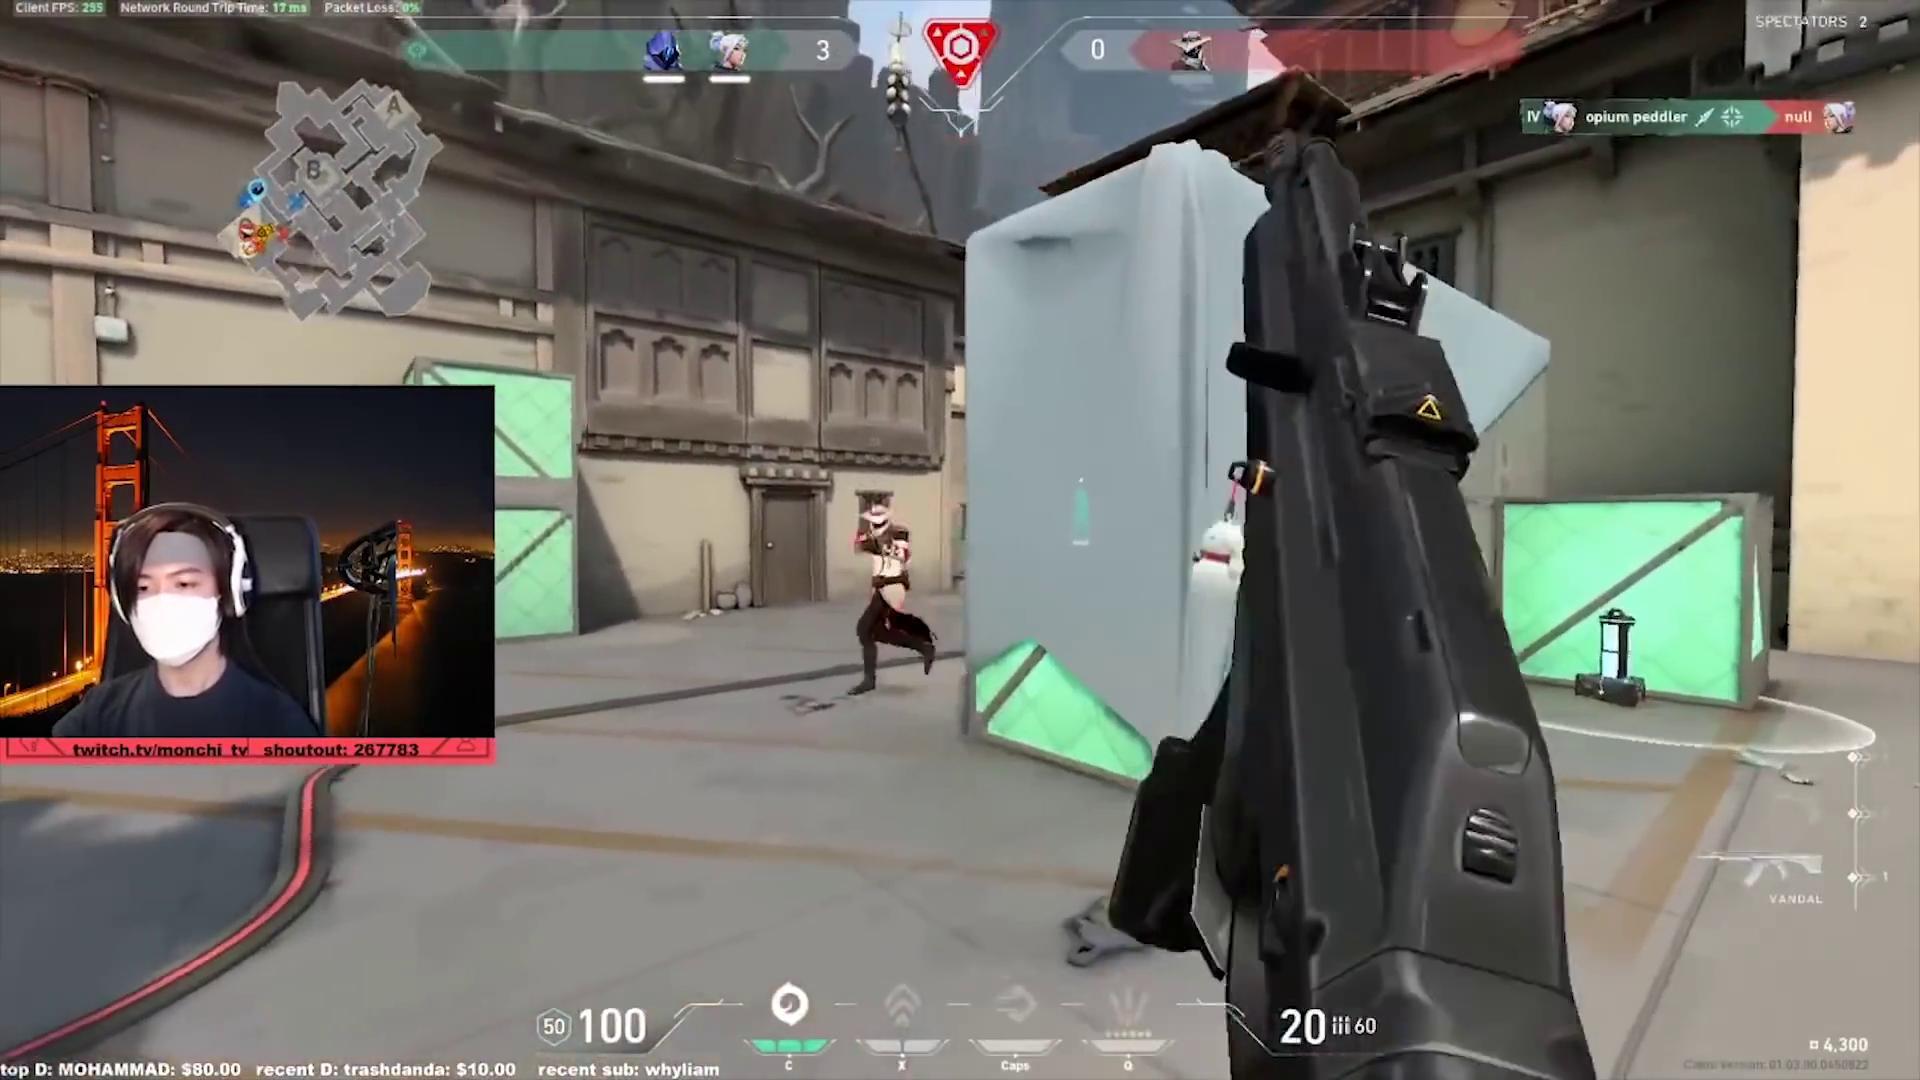 Client FPS: 255 Network Round Trip Time: 17 ms Packet Loss: 0%
SPECTATORS 2
3
0
opium peddler
null
A
B
twitch.tv/monchi_tv shoutout: 267783
VANDAL
1
50 100
20 60
C X Caps Q
4,300
top D: MOHAMMAD: $80.00 recent D: trashdanda: $10.00 recent sub: whyliam